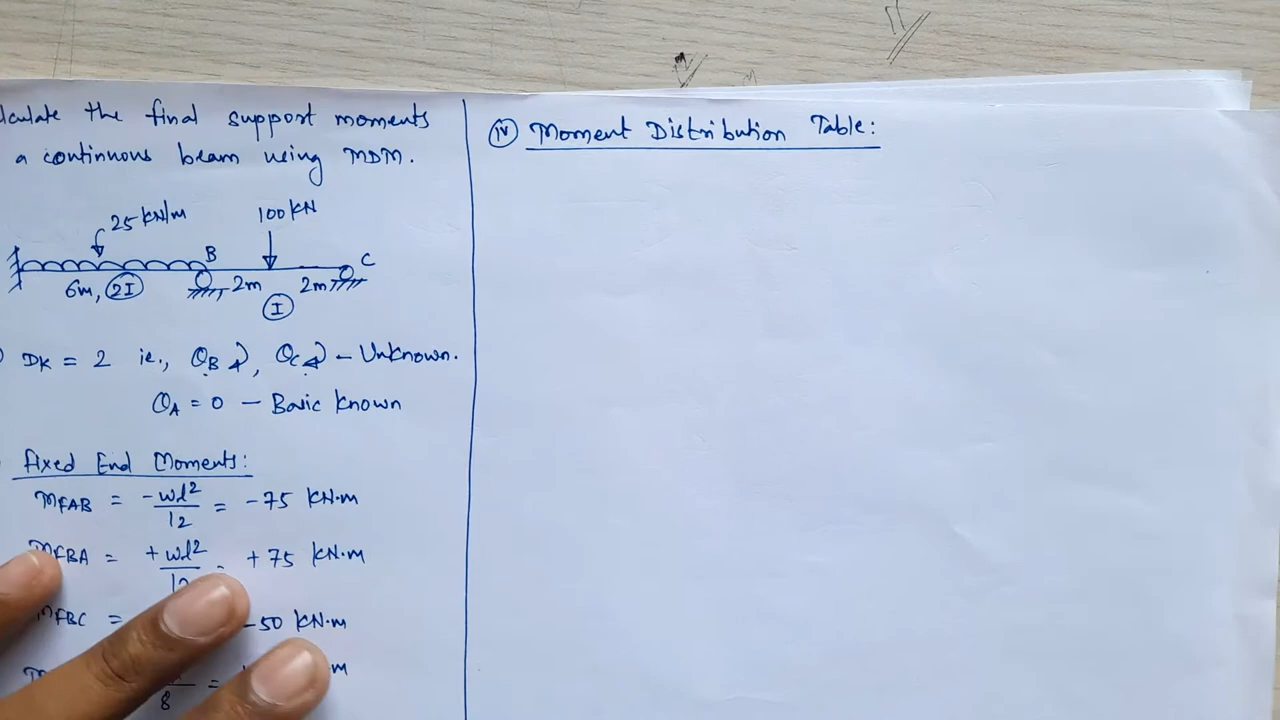 lculate the final support moments
a continuous beam using MDM.
25 KN/m
100 KN
B
C
6m, 2I
2m
2m
I
DK = 2 ie., θB, θC - Unknown.
θA = 0 - Basic Known
Fixed End Moments:
MFAB = -wl²/12 = -75 KN.m
MFBA = +wl²/12 = +75 KN.m
MFBC = -50 KN.m
8 = m
iv Moment Distribution Table: